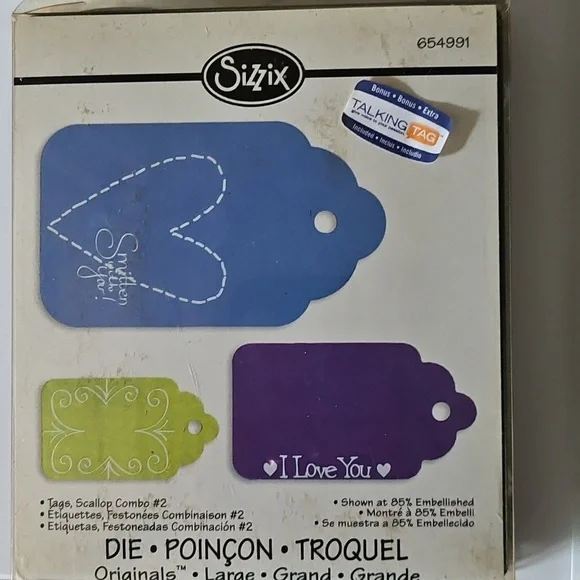 654991
Sizzix
Bonus • Bonus • Extra
TALKING TAG™
Included • Inclus • Incluido
Smitten
with
You!
I Love You
• Tags, Scallop Combo #2
• Étiquettes, Festonées Combinaison #2
• Etiquetas, Festoneadas Combinación #2
• Shown at 85% Embellished
• Montré à 85% Embelli
• Se muestra a 85% Embellecido
DIE • POINÇON • TROQUEL
Originals™ • Large • Grand • Grande